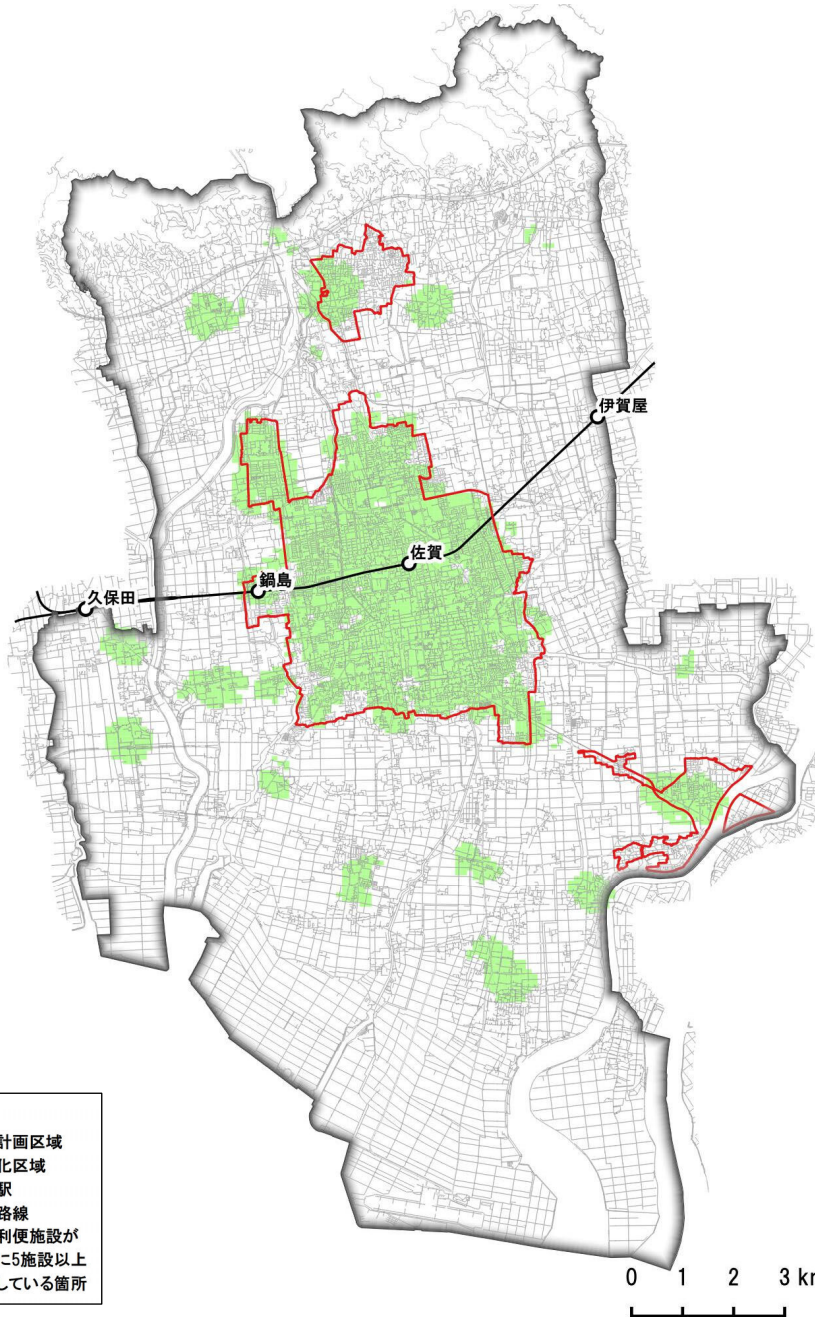 伊賀屋
佐賀
鍋島
久保田
計画区域
化区域
駅
路線
利便施設が
に5施設以上
している箇所
0 1 2 3 km